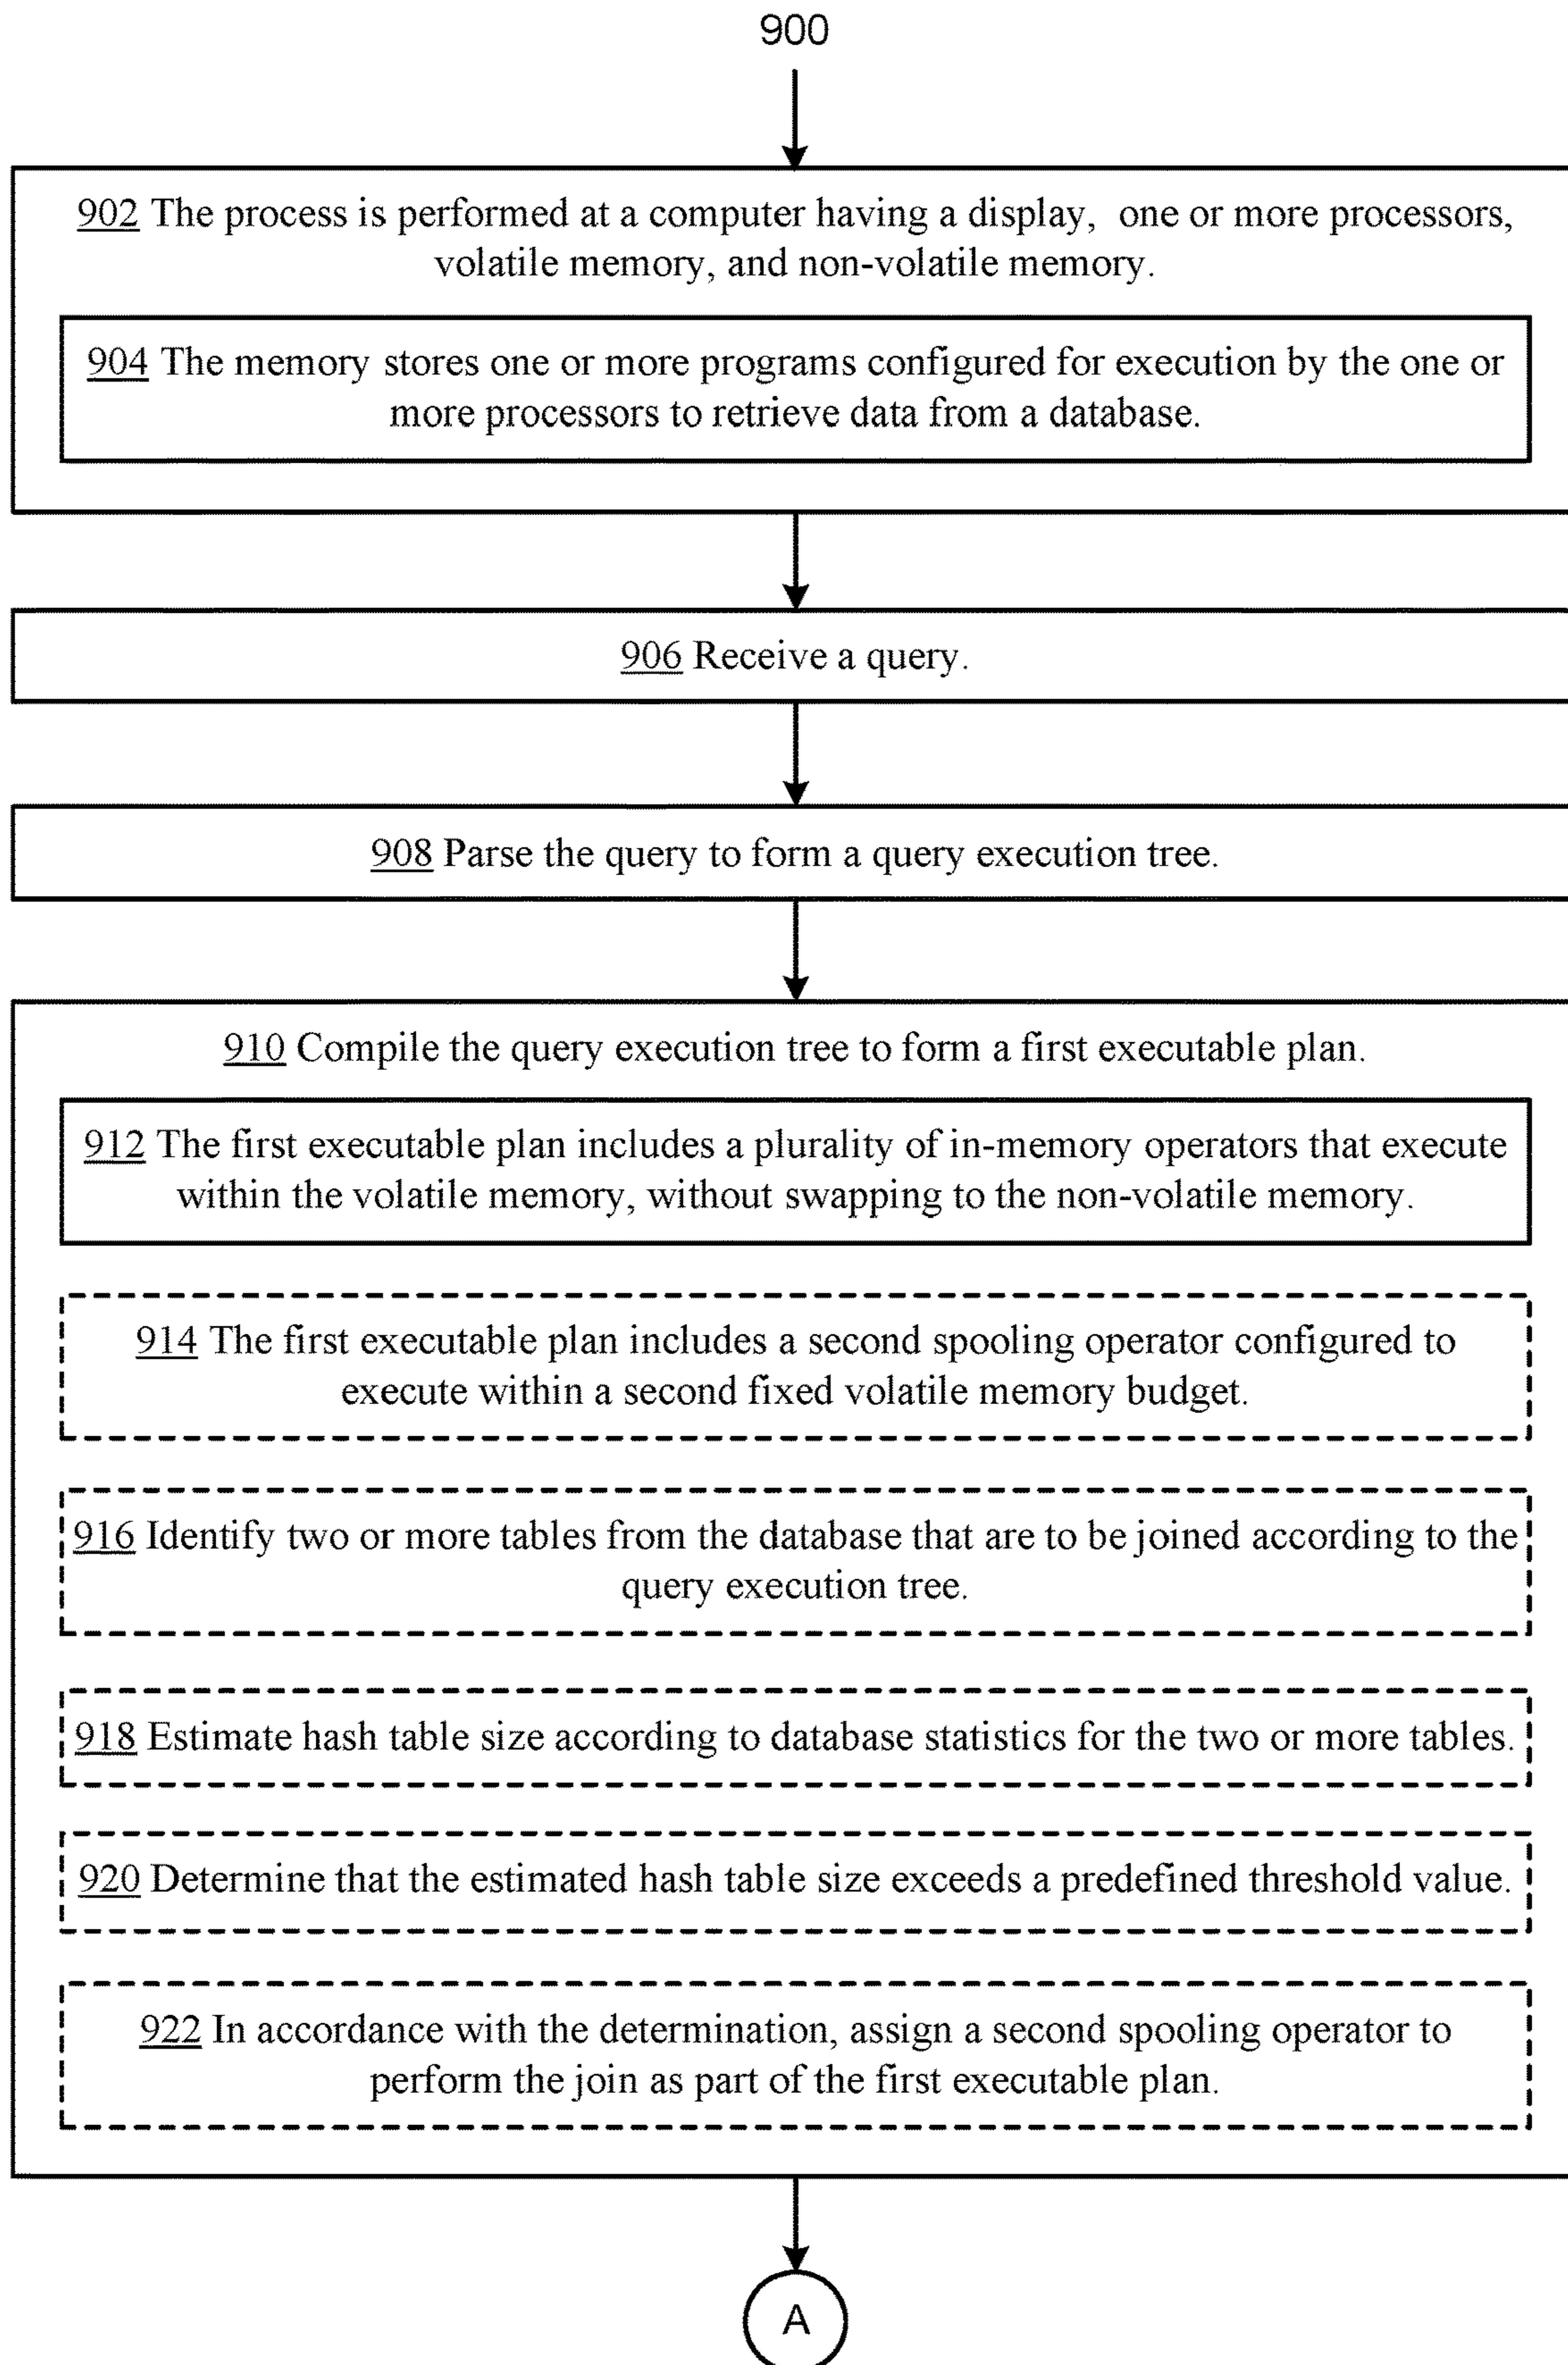 900
902 The process is performed at a computer having a display, one or more processors,
volatile memory, and non-volatile memory.
904 The memory stores one or more programs configured for execution by the one or
more processors to retrieve data from a database.
906 Receive a query.
908 Parse the query to form a query execution tree.
910 Compile the query execution tree to form a first executable plan.
912 The first executable plan includes a plurality of in-memory operators that execute
within the volatile memory, without swapping to the non-volatile memory.
914 The first executable plan includes a second spooling operator configured to
execute within a second fixed volatile memory budget.
916 Identify two or more tables from the database that are to be joined according to the
query execution tree.
918 Estimate hash table size according to database statistics for the two or more tables.
920 Determine that the estimated hash table size exceeds a predefined threshold value.
922 In accordance with the determination, assign a second spooling operator to
perform the join as part of the first executable plan.
A